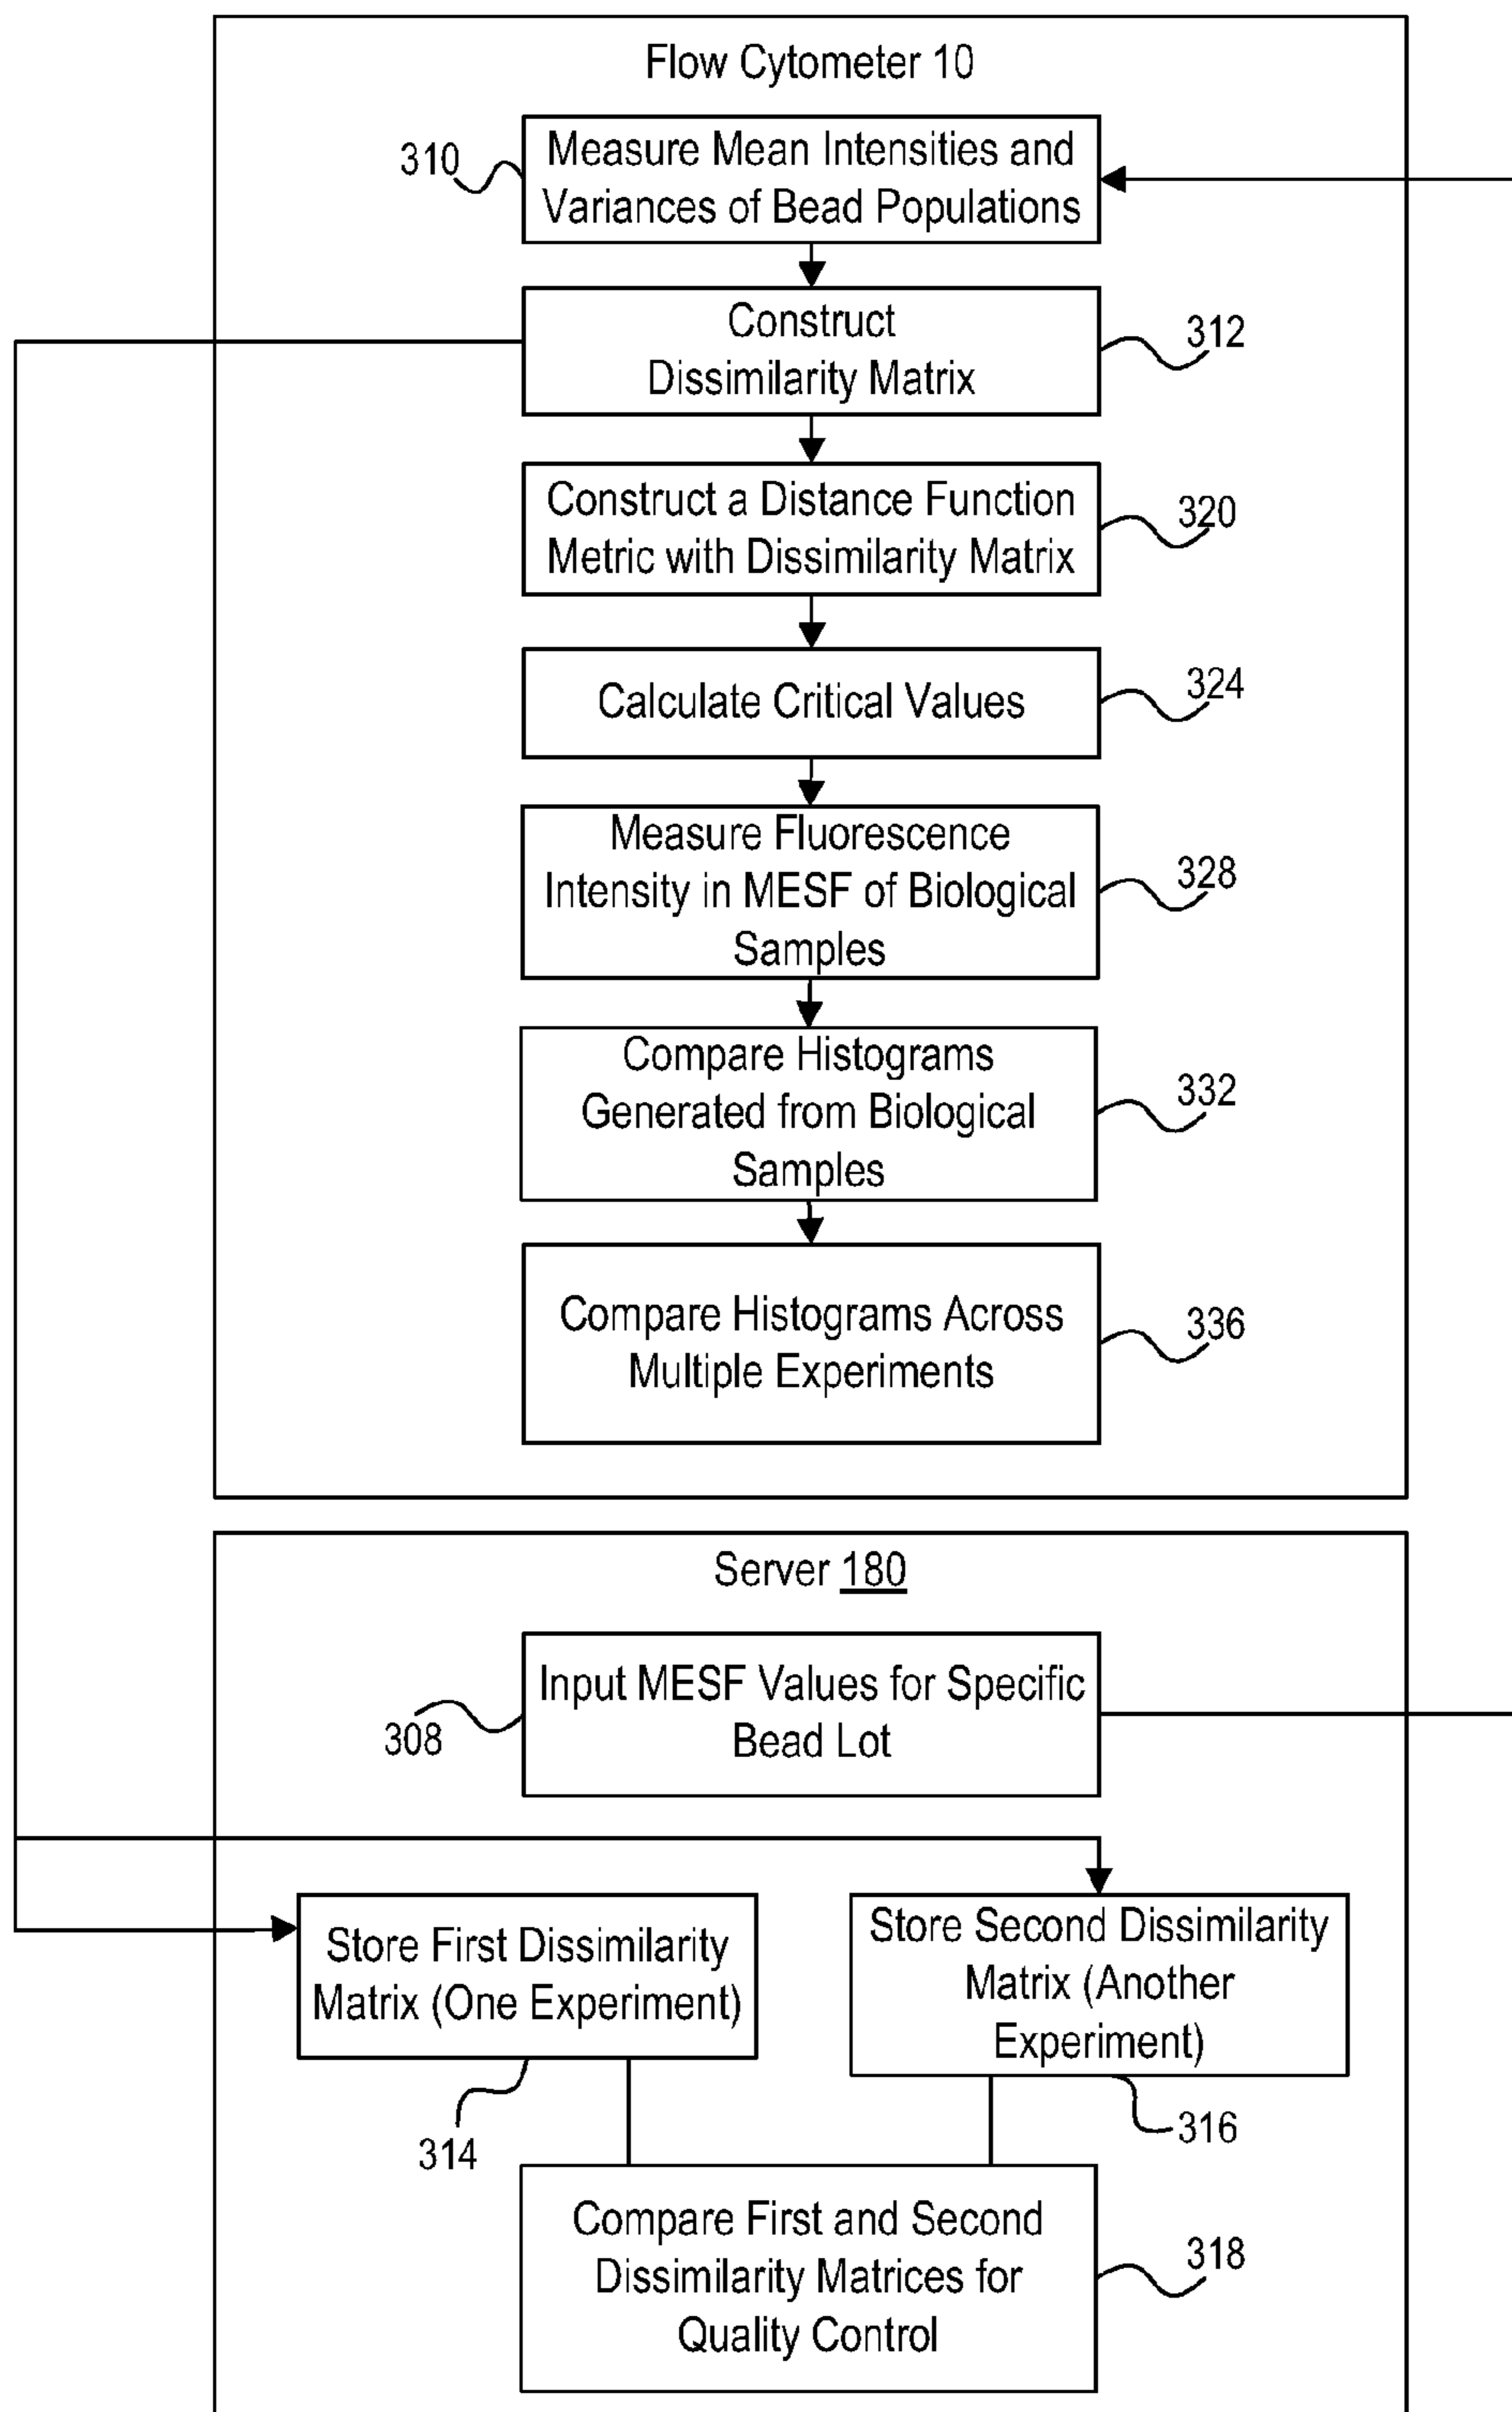 Flow Cytometer 10
310
Measure Mean Intensities and
Variances of Bead Populations
Construct
Dissimilarity Matrix
312
Construct a Distance Function
Metric with Dissimilarity Matrix
320
Calculate Critical Values
324
Measure Fluorescence
Intensity in MESF of Biological
Samples
328
Compare Histograms
Generated from Biological
Samples
332
Compare Histograms Across
Multiple Experiments
336
Server 180
Input MESF Values for Specific
Bead Lot
308
Store First Dissimilarity
Matrix (One Experiment)
314
Store Second Dissimilarity
Matrix (Another
Experiment)
316
Compare First and Second
Dissimilarity Matrices for
Quality Control
318